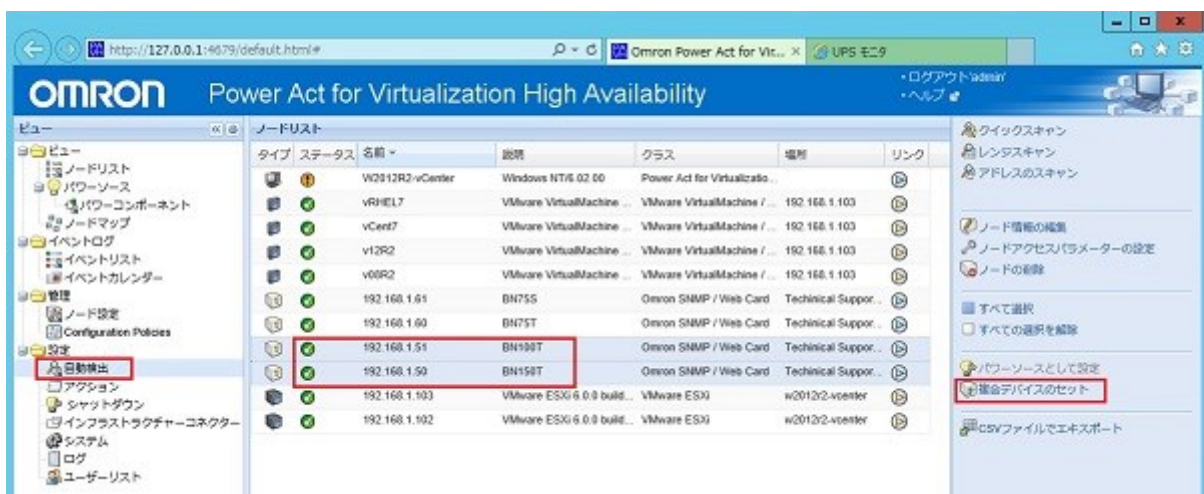 http://127.0.0.1:4679/default.html#
Omron Power Act for Vir... ×
UPS モニタ
OMRON Power Act for Virtualization High Availability
・ログアウト'admin'
・ヘルプ
ビュー
ビュー
ノードリスト
パワーソース
パワーコンポーネント
ノードマップ
イベントログ
イベントリスト
イベントカレンダー
管理
ノード設定
Configuration Policies
設定
自動検出
アクション
シャットダウン
インフラストラクチャーコネクター
システム
ログ
ユーザーリスト
ノードリスト
タイプ ステータス 名前 説明 クラス 場所 リンク
W2012R2-vCenter Windows NT/6.02.00 Power Act for Virtualizatio...
vRHEL7 VMware VirtualMachine ... VMware VirtualMachine / ... 192.168.1.103
vCent7 VMware VirtualMachine ... VMware VirtualMachine / ... 192.168.1.103
v12R2 VMware VirtualMachine ... VMware VirtualMachine / ... 192.168.1.103
v08R2 VMware VirtualMachine ... VMware VirtualMachine / ... 192.168.1.103
192.168.1.61 BN75S Omron SNMP / Web Card Techinical Suppor...
192.168.1.60 BN75T Omron SNMP / Web Card Techinical Suppor...
192.168.1.51 BN100T Omron SNMP / Web Card Techinical Suppor...
192.168.1.50 BN150T Omron SNMP / Web Card Techinical Suppor...
192.168.1.103 VMware ESXi 6.0.0 build... VMware ESXi w2012r2-vcenter
192.168.1.102 VMware ESXi 6.0.0 build... VMware ESXi w2012r2-vcenter
クイックスキャン
レンジスキャン
アドレスのスキャン
ノード情報の編集
ノードアクセスパラメーターの設定
ノードの削除
すべて選択
すべての選択を解除
パワーソースとして設定
複合デバイスのセット
CSVファイルでエキスポート